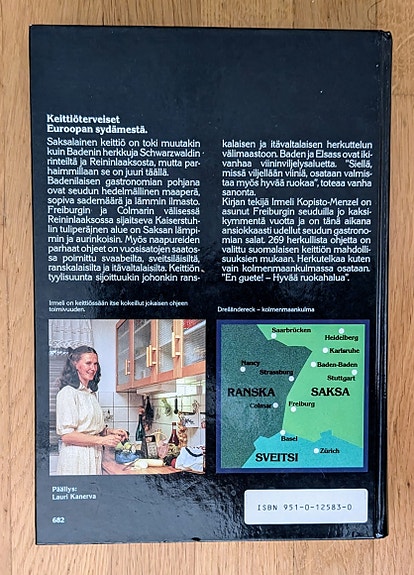 Keittiöterveiset
Euroopan sydämestä.
Saksalainen keittiö on toki muutakin
kuin Badenin herkkuja Schwarzwaldin
rinteiltä ja Reininlaaksosta, mutta par-
haimmillaan se on juuri täällä.
Badenilaisen gastronomian pohjana
ovat seudun hedelmällinen maaperä,
sopiva sademäärä ja lämmin ilmasto.
Freiburgin ja Colmarin välisessä
Reininlaaksossa sijaitseva Kaiserstuh-
lin tuliperäjnen alue on Saksan lämpi-
min ja aurinkoisin. Myös naapureiden
parhaat ohjeet on vuosisatojen saatos-
sa poimittu svaabeilta, sveitsiläisiltä,
ranskalaisilta ja itävaltalaisilta. Keittiön
tyylisuunta sijoittuukin johonkin rans-
kalaisen ja itävaltalaisen herkuttelun
välimaastoon. Baden ja Elsass ovat iki-
vanhaa viininviljelysaluetta. "Siellä,
missä viljellään viiniä, osataan valmis-
taa myös hyvää ruokaa", toteaa vanha
sanonta.
Kirjan tekijä Irmeli Kopisto-Menzel on
asunut Freiburgin seudulla jo kaksi-
kymmentä vuotta ja on tänä aikana
ansiokkaasti udellut seudun gastrono-
mian salat. 269 herkullista ohjetta on
valittu suomalaisen keittiön mahdolli-
suuksien mukaan. Herkutelkaa kuten
vain kolmenmaankulmassa osataan.
"En guete! – Hyvää ruokahalua".
Irmeli on keittiössään itse kokeillut jokaisen ohjeen
toimivuuden.
Dreiländereck – kolmenmaankulma
Saarbrücken
Heidelberg
Karlsruhe
Nancy
Baden-Baden
Strassburg
Stuttgart
RANSKA
SAKSA
Colmar
Freiburg
Basel
Zürich
SVEITSI
Päällys:
Lauri Kanerva
682
ISBN 951-0-12583-0